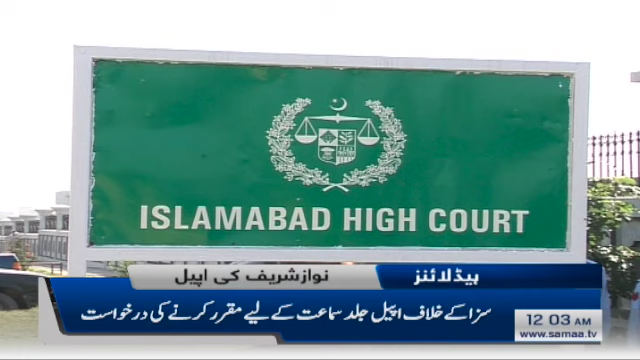 ISLAMABAD HIGH COURT
ہیڈلائنز
نوازشریف کی اپیل
سزا کے خلاف اپیل جلد سماعت کے لیے مقرر کرنے کی درخواست
12 03 AM
www.samaa.tv